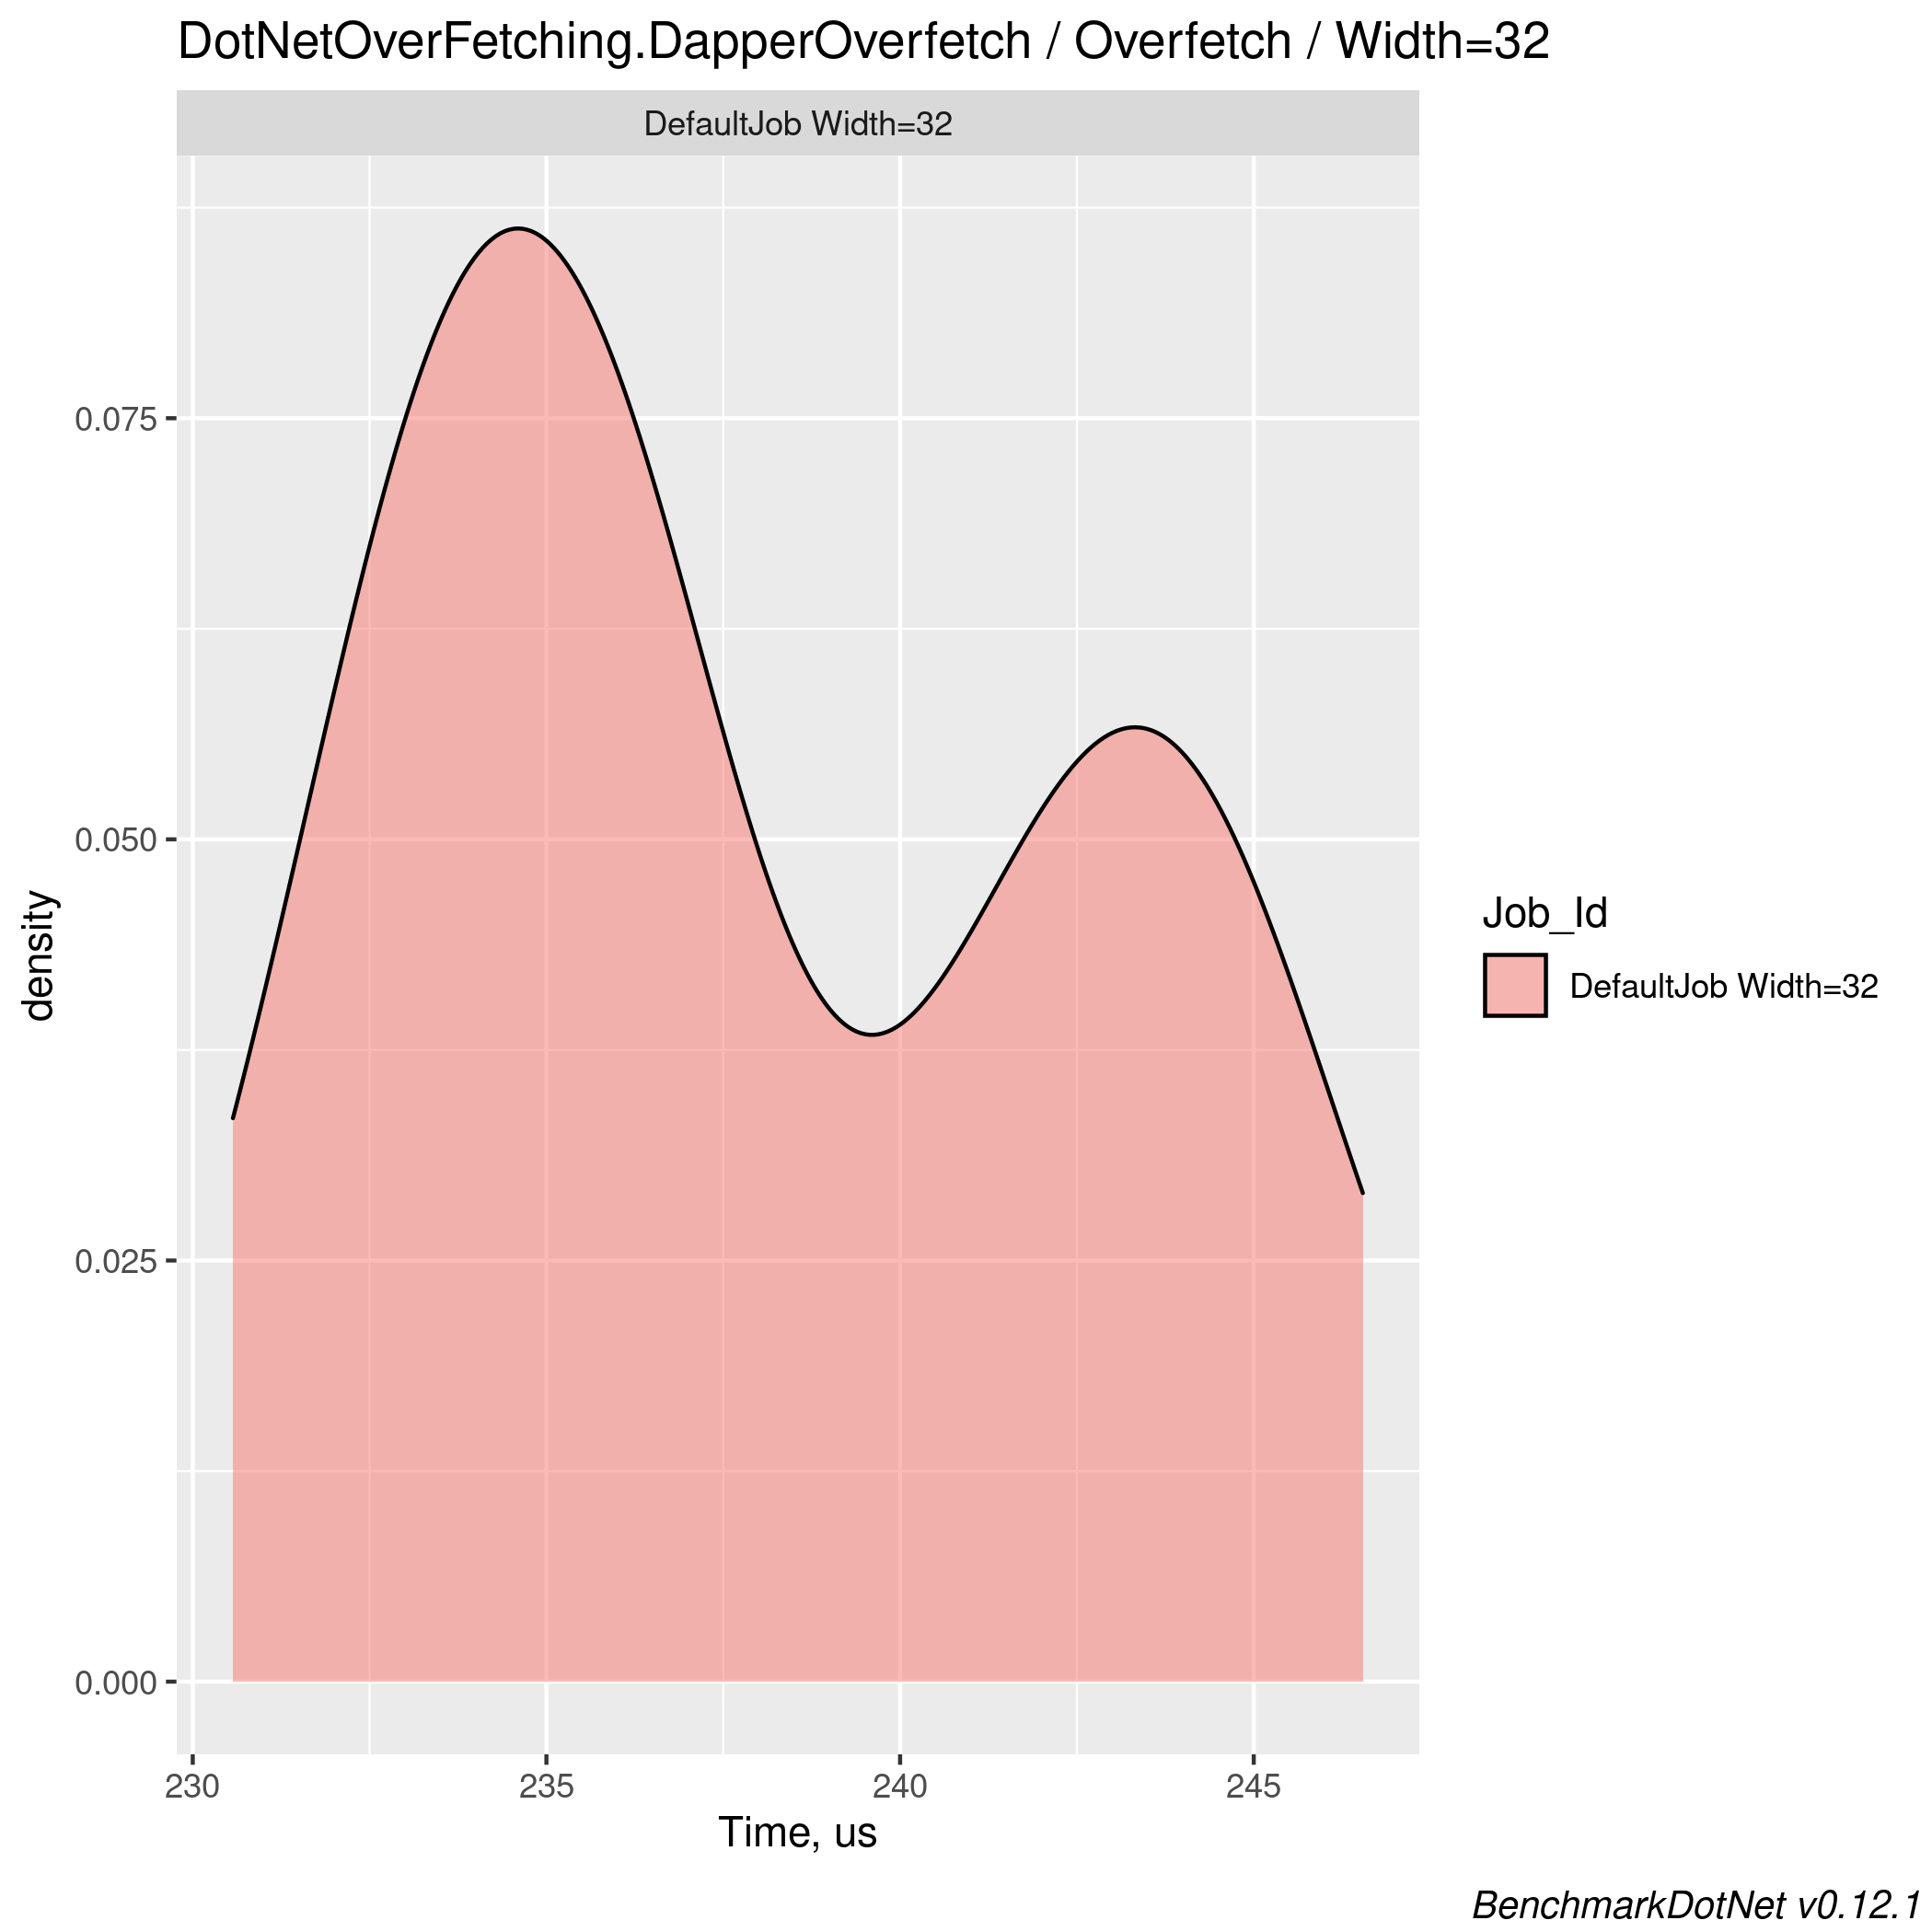 DotNetOverFetching.DapperOverfetch / Overfetch / Width=32
DefaultJob Width=32
0.075
0.050
0.025
0.000
density
230
235
240
245
Time, us
Job_Id
DefaultJob Width=32
BenchmarkDotNet v0.12.1